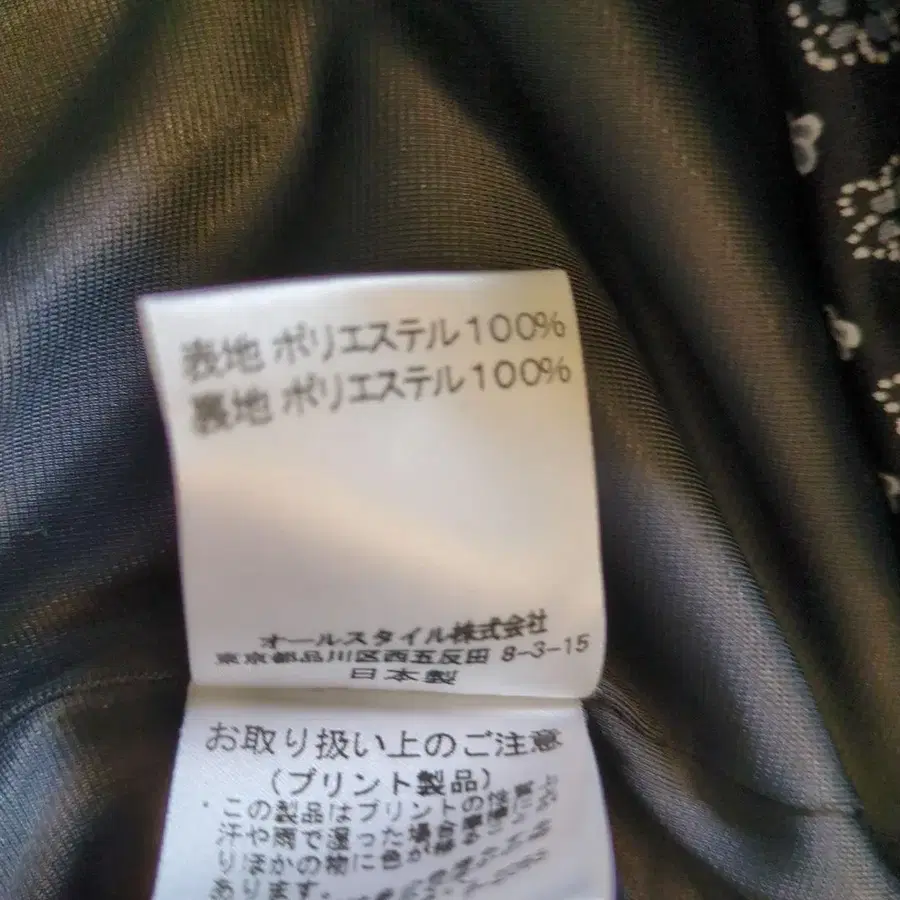 表地 ポリエステル100%
裏地 ポリエステル100%
オールスタイル株式会社
東京都品川区西五反田 8-3-15
日本製
お取り扱い上のご注意
(プリント製品)
・この製品はプリントの性質上
汗や雨で湿った場合
りほかの物に色が移る
あります。